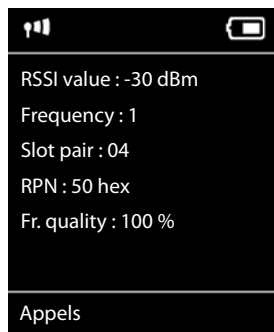 RSSI value : -30 dBm
Frequency : 1
Slot pair : 04
RPN : 50 hex
Fr. quality : 100 %
Appels